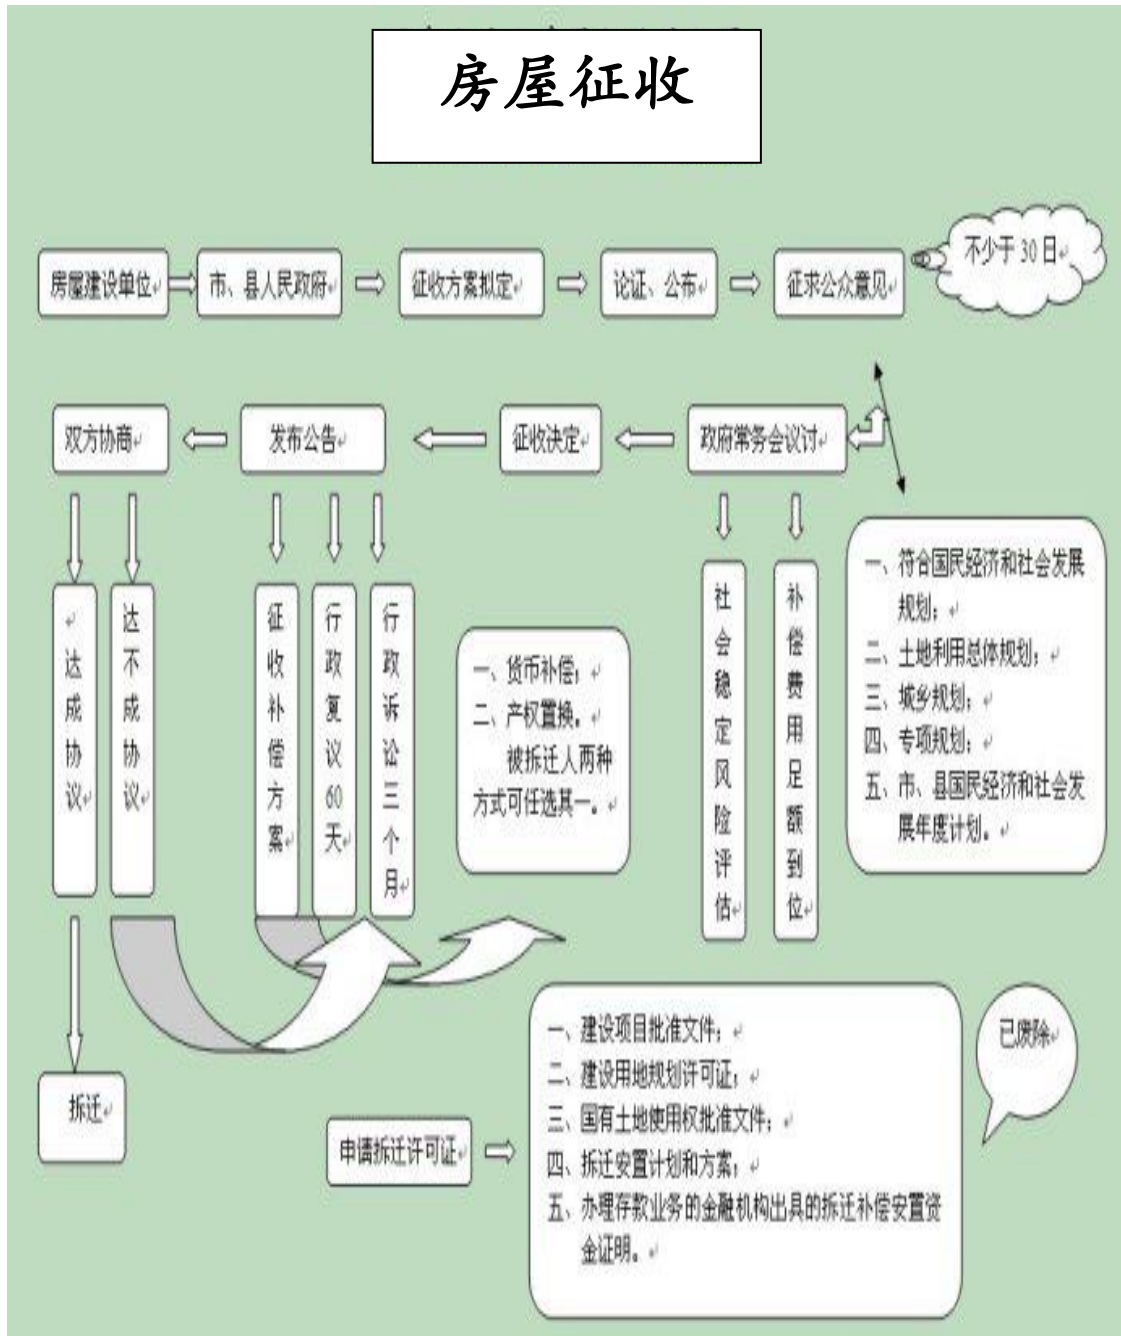 房屋征收
房屋建设单位
市、县人民政府
征收方案拟定
论证、公布
征求公众意见
不少于 30 日
双方协商
发布公告
征收决定
政府常务会议讨
达成协议
达不成协议
征收补偿方案
行政复议60天
行政诉讼三个月
一、货币补偿；
二、产权置换。
被拆迁人两种
方式可任选其一。
社会稳定风险评估
补偿费用足额到位
一、符合国民经济和社会发展
规划；
二、土地利用总体规划；
三、城乡规划；
四、专项规划；
五、市、县国民经济和社会发
展年度计划。
拆迁
申请拆迁许可证
一、建设项目批准文件；
二、建设用地规划许可证；
三、国有土地使用权批准文件；
四、拆迁安置计划和方案；
五、办理存款业务的金融机构出具的拆迁补偿安置资
金证明。
已废除